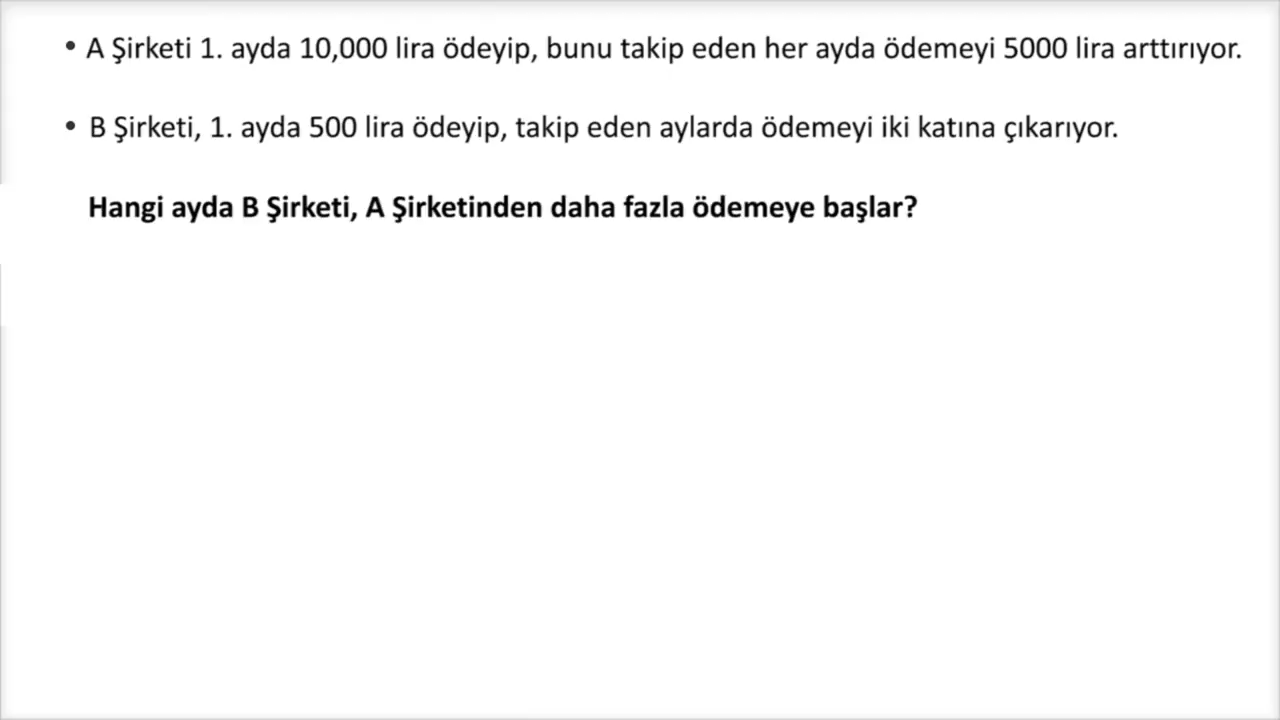 • A Şirketi 1. ayda 10,000 lira ödeyip, bunu takip eden her ayda ödemeyi 5000 lira arttırıyor.
• B Şirketi, 1. ayda 500 lira ödeyip, takip eden aylarda ödemeyi iki katına çıkarıyor.
Hangi ayda B Şirketi, A Şirketinden daha fazla ödemeye başlar?